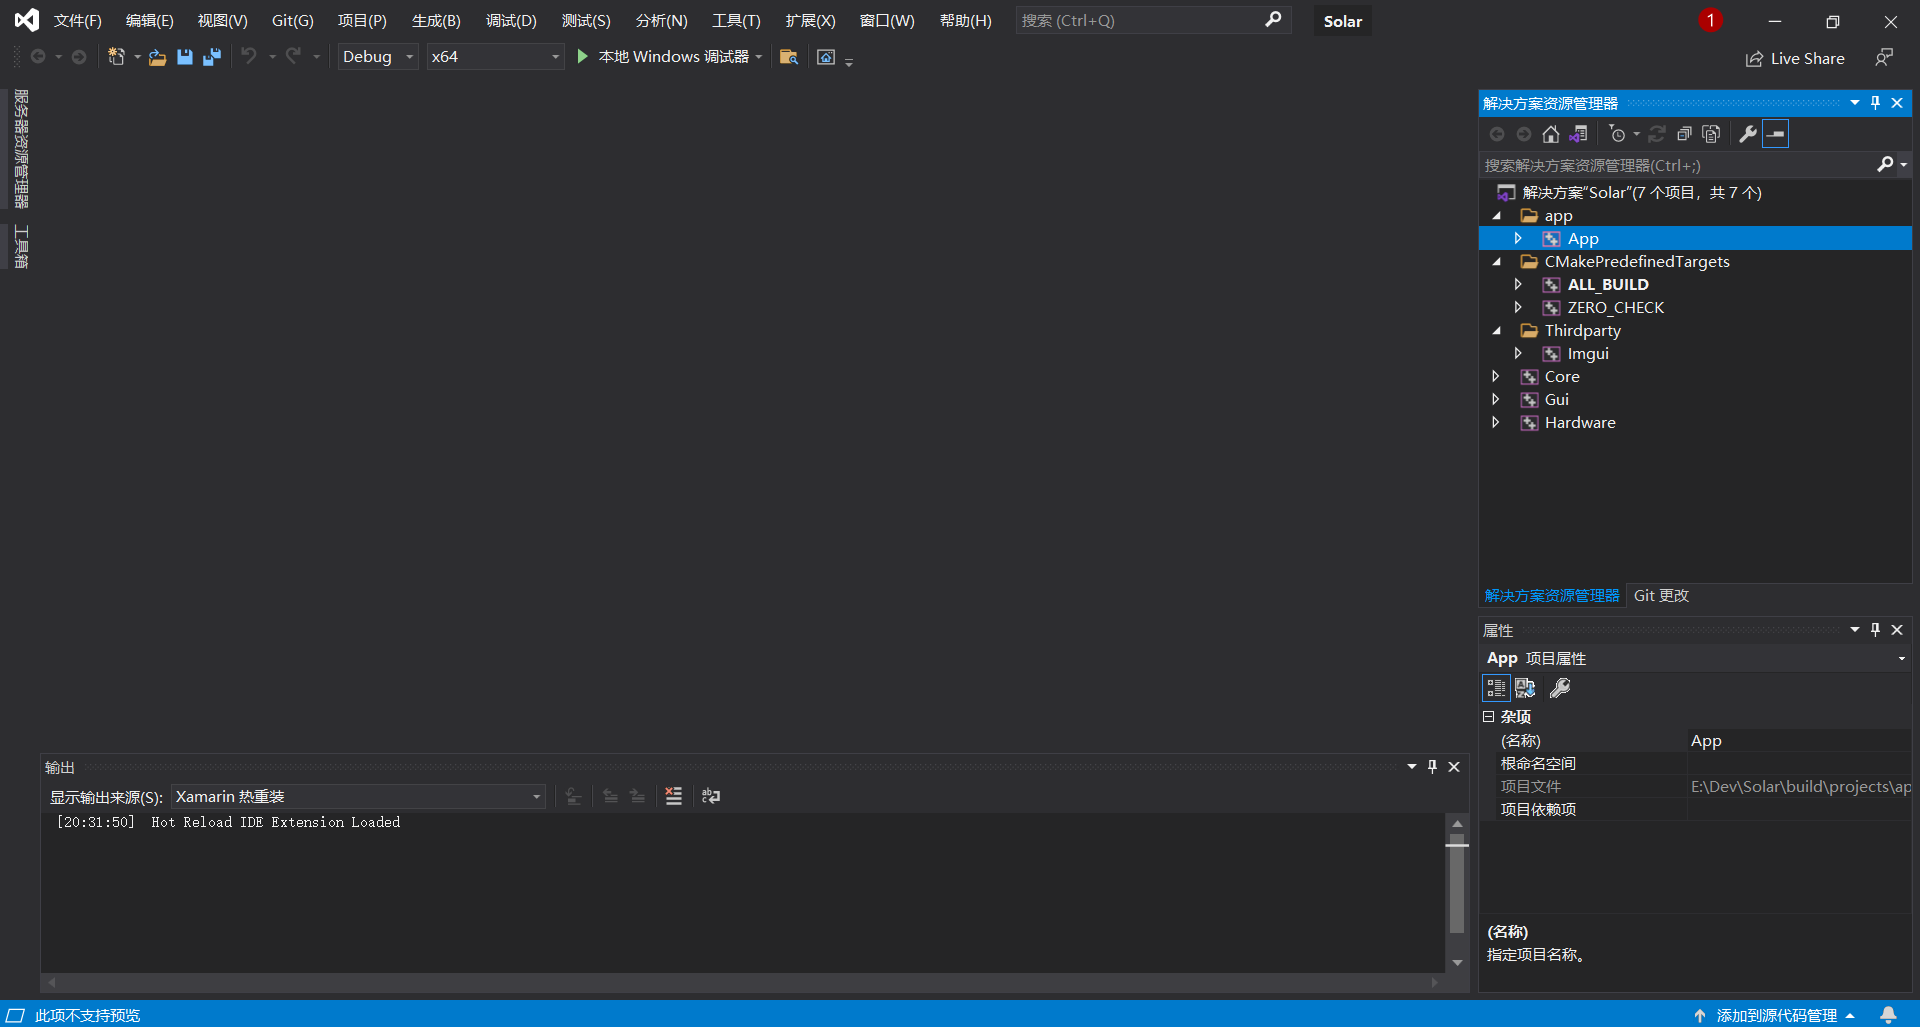 文件(F) 编辑(E) 视图(V) Git(G) 项目(P) 生成(B) 调试(D) 测试(S) 分析(N) 工具(T) 扩展(X) 窗口(W) 帮助(H) 搜索 (Ctrl+Q) Solar 1
Debug x64 本地 Windows 调试器 Live Share
服务器资源管理器
工具箱
解决方案资源管理器
搜索解决方案资源管理器(Ctrl+;)
解决方案“Solar”(7 个项目，共 7 个)
app
App
CMakePredefinedTargets
ALL_BUILD
ZERO_CHECK
Thirdparty
Imgui
Core
Gui
Hardware
解决方案资源管理器 Git 更改
属性
App 项目属性
杂项
(名称) App
根命名空间
项目文件 E:\Dev\Solar\build\projects\ap
项目依赖项
(名称)
指定项目名称。
输出
显示输出来源(S): Xamarin 热重装
[20:31:50] Hot Reload IDE Extension Loaded
此项不支持预览 添加到源代码管理